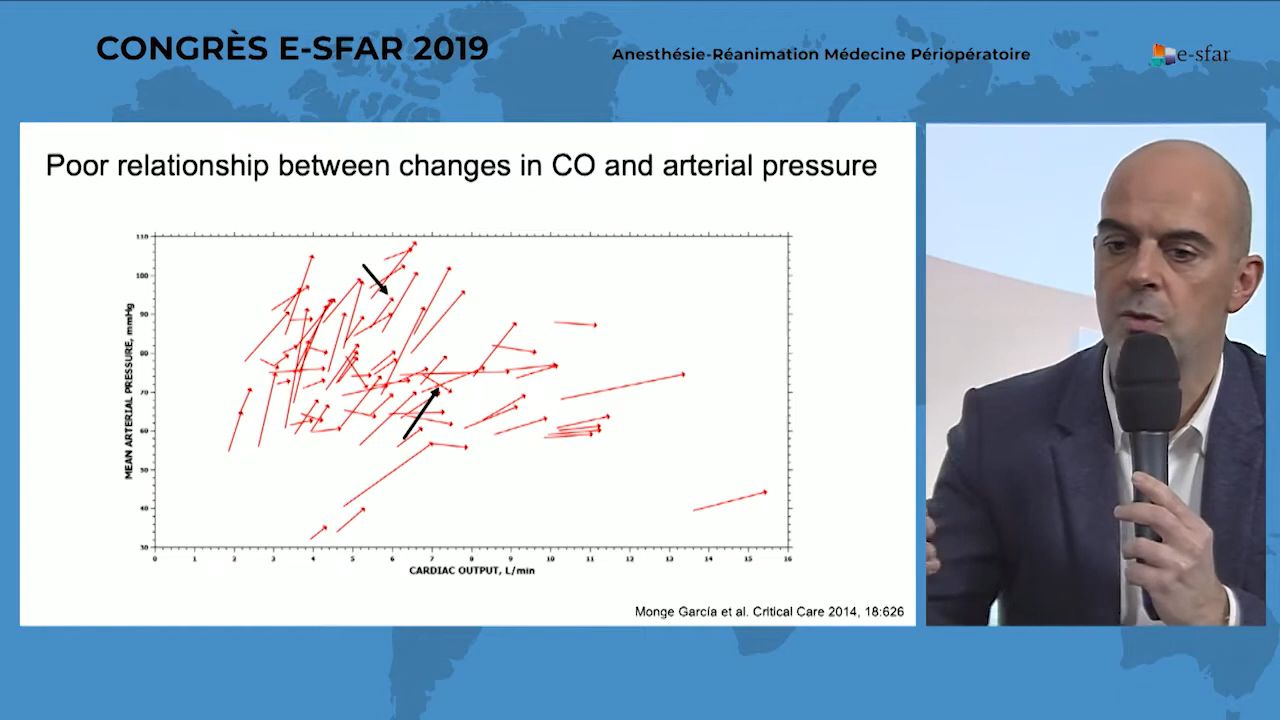 CONGRÈS E-SFAR 2019
Anesthésie-Réanimation Médecine Périopératoire
e-sfar
Poor relationship between changes in CO and arterial pressure
MEAN ARTERIAL PRESSURE, mmHg
110
100
90
80
70
60
50
40
30
0 1 2 3 4 5 6 7 8 9 10 11 12 13 14 15 16
CARDIAC OUTPUT, L/min
Monge García et al. Critical Care 2014, 18:626